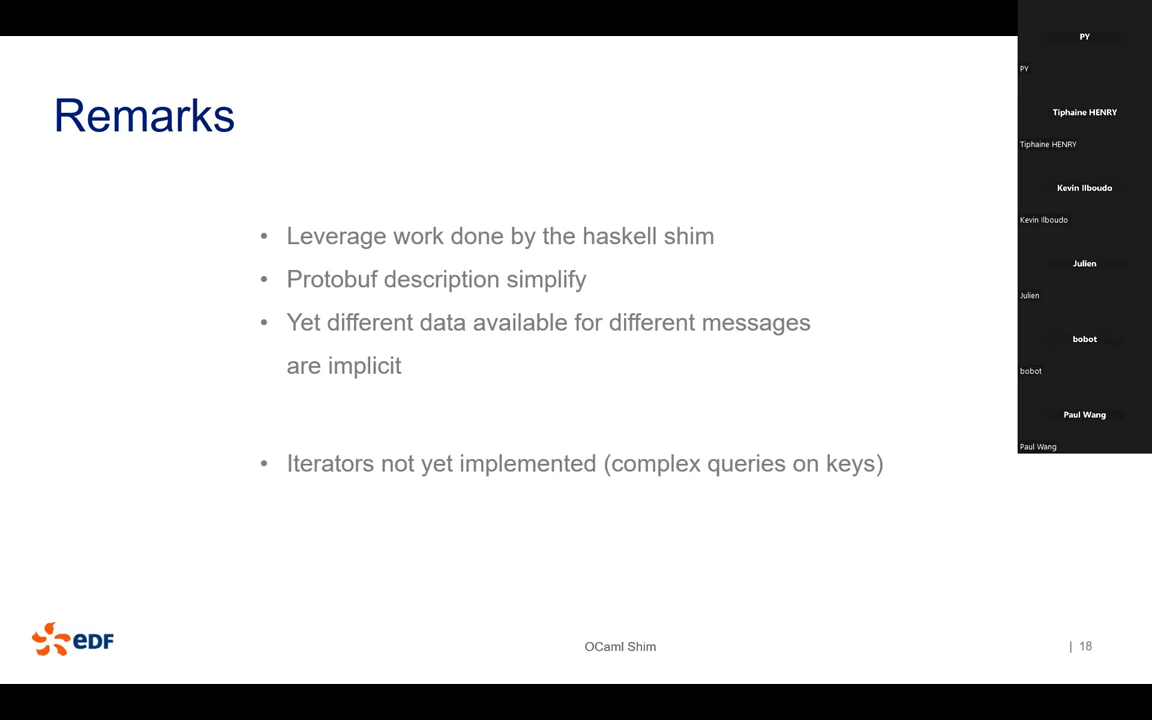 Remarks
• Leverage work done by the haskell shim
• Protobuf description simplify
• Yet different data available for different messages
are implicit
• Iterators not yet implemented (complex queries on keys)
eDF
OCaml Shim
| 18
PY
PY
Tiphaine HENRY
Tiphaine HENRY
Kevin Ilboudo
Kevin Ilboudo
Julien
Julien
bobot
bobot
Paul Wang
Paul Wang